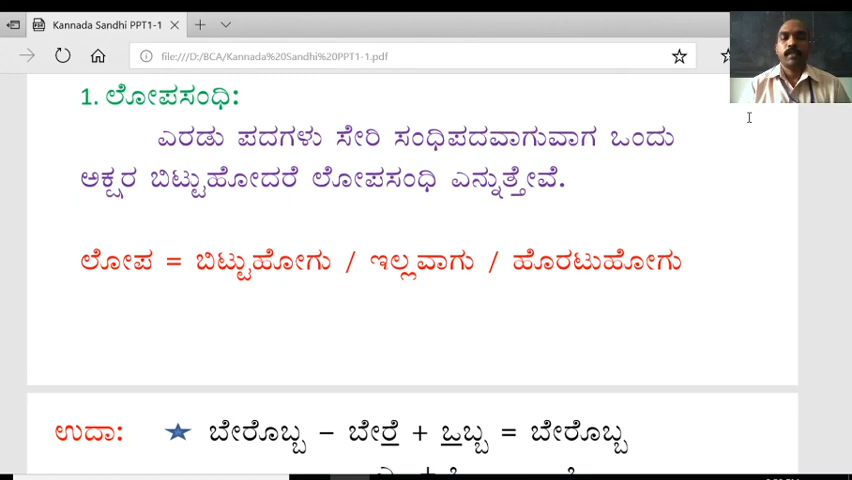 Kannada Sandhi PPT1-1
file:///D:/BCA/Kannada%20Sandhi%20PPT1-1.pdf
1. ಲೋಪಸಂಧಿ:
ಎರಡು ಪದಗಳು ಸೇರಿ ಸಂಧಿಪದವಾಗುವಾಗ ಒಂದು
ಅಕ್ಷರ ಬಿಟ್ಟುಹೋದರೆ ಲೋಪಸಂಧಿ ಎನ್ನುತ್ತೇವೆ.
ಲೋಪ = ಬಿಟ್ಟುಹೋಗು / ಇಲ್ಲವಾಗು / ಹೊರಟುಹೋಗು
ಉದಾ: ★ ಬೇರೊಬ್ಬ – ಬೇರೆ + ಒಬ್ಬ = ಬೇರೊಬ್ಬ